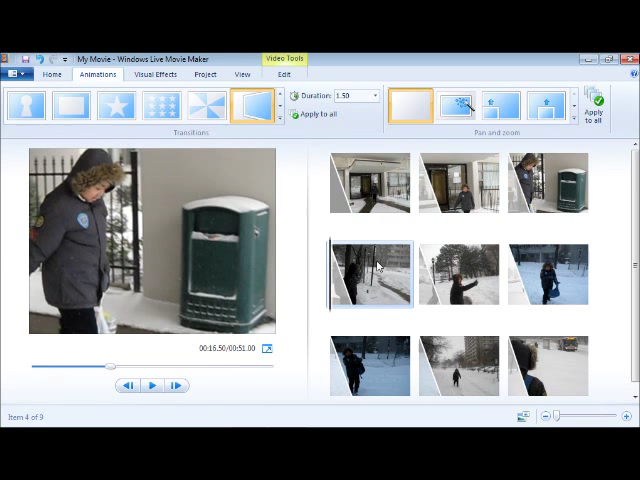 My Movie - Windows Live Movie Maker
Video Tools
Home Animations Visual Effects Project View Edit
Duration: 1.50
Apply to all
Apply to all
Transitions
Pan and zoom
00:16.50/00:51.00
Item 4 of 9